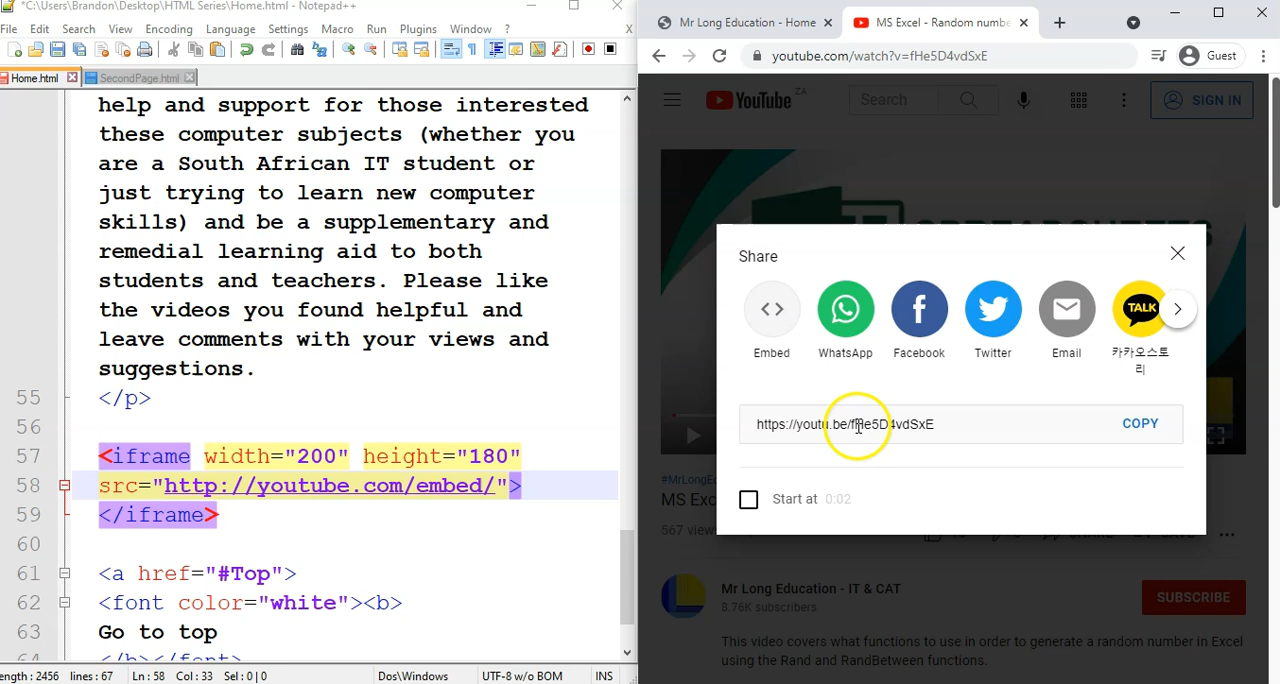 *C:\Users\Brandon\Desktop\HTML Series\Home.html - Notepad++
File Edit Search View Encoding Language Settings Macro Run Plugins Window ? X
Home.html SecondPage.html
help and support for those interested
these computer subjects (whether you
are a South African IT student or
just trying to learn new computer
skills) and be a supplementary and
remedial learning aid to both
students and teachers. Please like
the videos you found helpful and
leave comments with your views and
suggestions.
55 </p>
56
57 <iframe width="200" height="180"
58 src="http://youtube.com/embed/">
59 </iframe>
60
61 <a href="#Top">
62 <font color="white"><b>
63 Go to top
64 </b></font>
ength : 2456 lines : 67 Ln : 58 Col : 33 Sel : 0 | 0 Dos\Windows UTF-8 w/o BOM INS
Mr Long Education - Home MS Excel - Random numbe
youtube.com/watch?v=fHe5D4vdSxE Guest
YouTube ZA Search SIGN IN
Share
Embed WhatsApp Facebook Twitter Email 카카오스토리
TALK
https://youtu.be/fHe5D4vdSxE COPY
Start at 0:02
#MrLongEd
MS Exc
567 views
Mr Long Education - IT & CAT
8.76K subscribers
SUBSCRIBE
This video covers what functions to use in order to generate a random number in Excel
using the Rand and RandBetween functions.